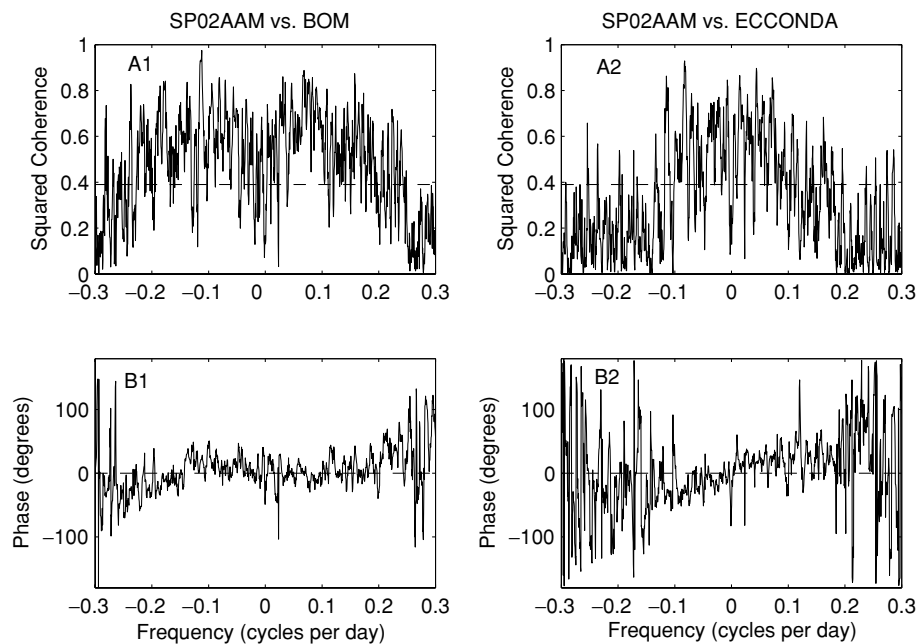 SP02AAM vs. BOM
SP02AAM vs. ECCONDA
A1
Squared Coherence
1
0.8
0.6
0.4
0.2
0
−0.3 −0.2 −0.1 0 0.1 0.2 0.3
A2
Squared Coherence
1
0.8
0.6
0.4
0.2
0
−0.3 −0.2 −0.1 0 0.1 0.2 0.3
B1
Phase (degrees)
100
0
−100
−0.3 −0.2 −0.1 0 0.1 0.2 0.3
Frequency (cycles per day)
B2
Phase (degrees)
100
0
−100
−0.3 −0.2 −0.1 0 0.1 0.2 0.3
Frequency (cycles per day)